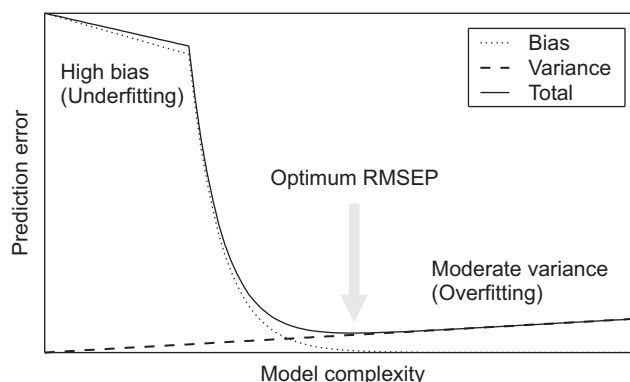 High bias
(Underfitting)
Bias
Variance
Total
Prediction error
Optimum RMSEP
Moderate variance
(Overfitting)
Model complexity